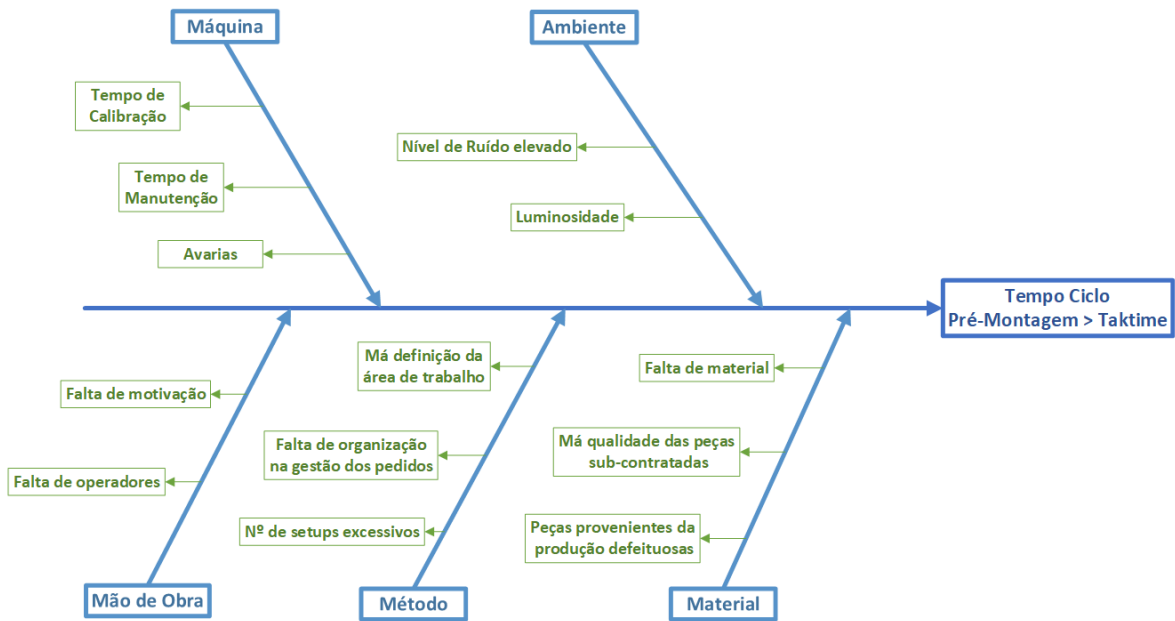 Máquina
Ambiente
Tempo de
Calibração
Nível de Ruído elevado
Tempo de
Manutenção
Luminosidade
Avarias
Tempo Ciclo
Pré-Montagem > Taktime
Má definição da
área de trabalho
Falta de material
Falta de motivação
Falta de organização
na gestão dos pedidos
Má qualidade das peças
sub-contratadas
Falta de operadores
Nº de setups excessivos
Peças provenientes da
produção defeituosas
Mão de Obra
Método
Material